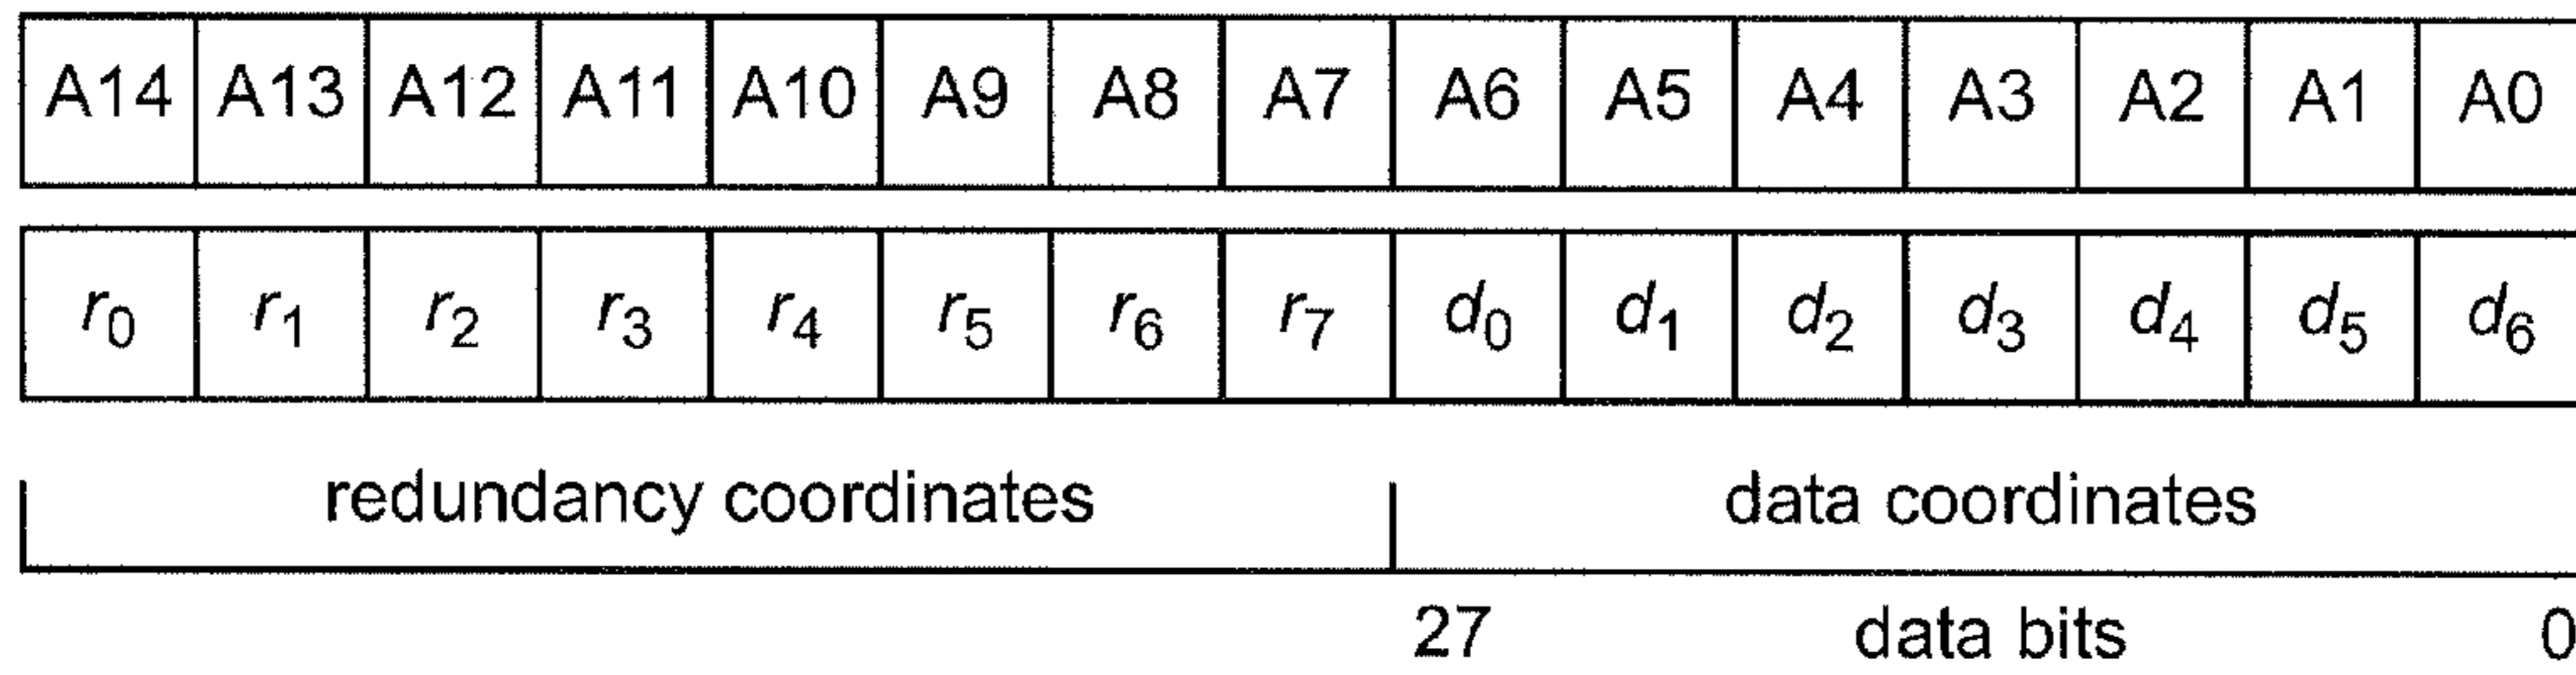 A14 A13 A12 A11 A10 A9 A8 A7 A6 A5 A4 A3 A2 A1 A0
r0 r1 r2 r3 r4 r5 r6 r7 d0 d1 d2 d3 d4 d5 d6
redundancy coordinates data coordinates
27 data bits 0